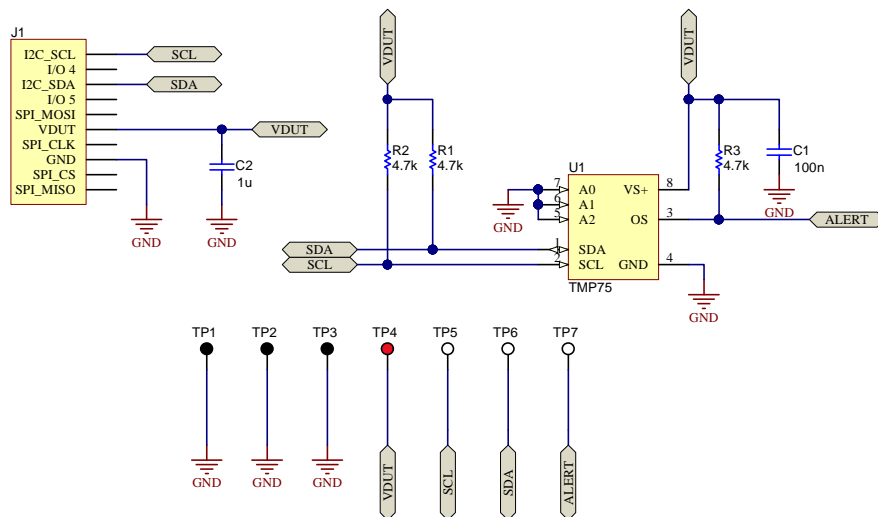 J1
I2C_SCL
I/O 4
I2C_SDA
I/O 5
SPI_MOSI
VDUT
SPI_CLK
GND
SPI_CS
SPI_MISO
SCL
SDA
VDUT
C2
1u
GND
GND
VDUT
R2
4.7k
R1
4.7k
SDA
SCL
GND
U1
7 A0 VS+ 8
6 A1
5 A2 OS 3
1 SDA
2 SCL GND 4
TMP75
VDUT
R3
4.7k
C1
100n
GND
ALERT
GND
TP1 TP2 TP3 TP4 TP5 TP6 TP7
GND GND GND VDUT SCL SDA ALERT